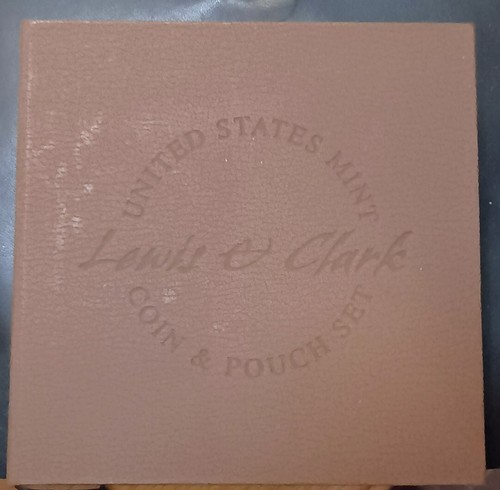 UNITED STATES MINT
Lewis & Clark
COIN & POUCH SET